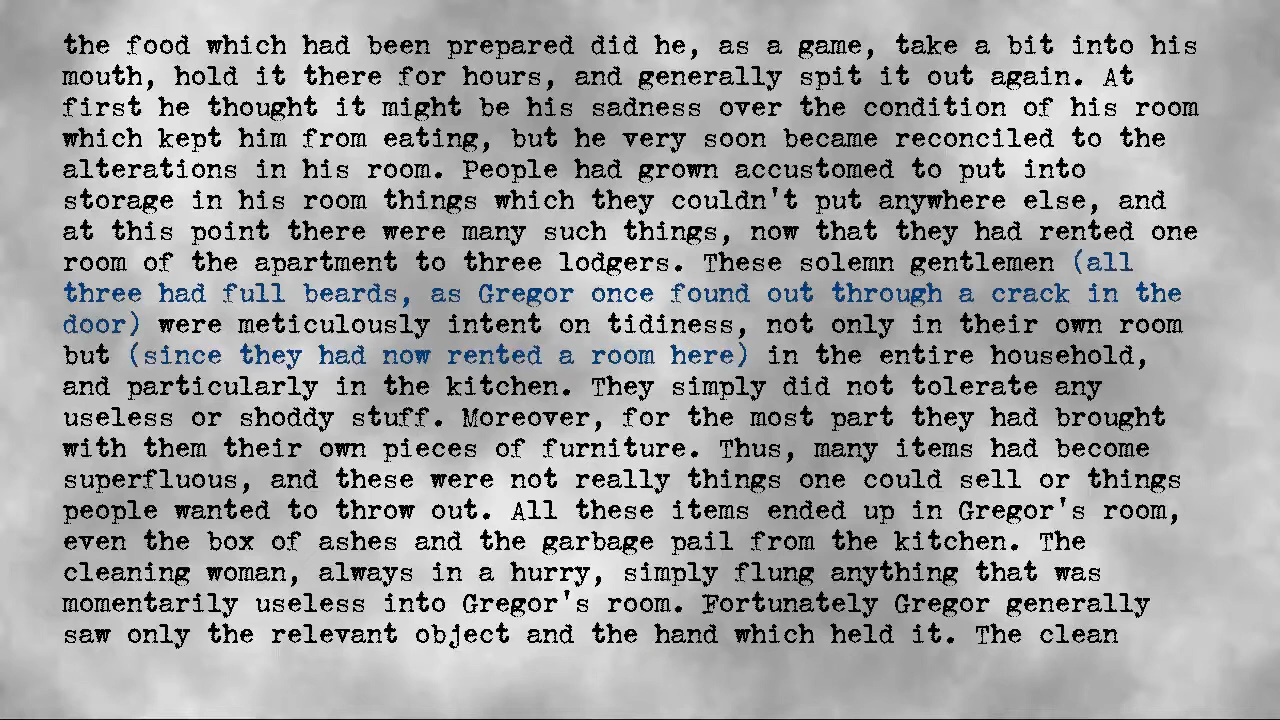 the food which had been prepared did he, as a game, take a bit into his
mouth, hold it there for hours, and generally spit it out again. At
first he thought it might be his sadness over the condition of his room
which kept him from eating, but he very soon became reconciled to the
alterations in his room. People had grown accustomed to put into
storage in his room things which they couldn't put anywhere else, and
at this point there were many such things, now that they had rented one
room of the apartment to three lodgers. These solemn gentlemen (all
three had full beards, as Gregor once found out through a crack in the
door) were meticulously intent on tidiness, not only in their own room
but (since they had now rented a room here) in the entire household,
and particularly in the kitchen. They simply did not tolerate any
useless or shoddy stuff. Moreover, for the most part they had brought
with them their own pieces of furniture. Thus, many items had become
superfluous, and these were not really things one could sell or things
people wanted to throw out. All these items ended up in Gregor's room,
even the box of ashes and the garbage pail from the kitchen. The
cleaning woman, always in a hurry, simply flung anything that was
momentarily useless into Gregor's room. Fortunately Gregor generally
saw only the relevant object and the hand which held it. The clean